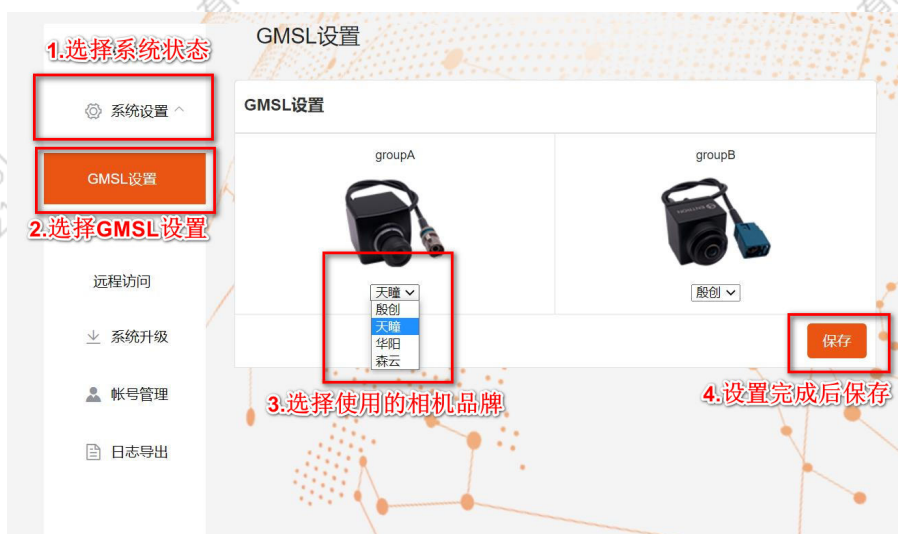 GMSL设置
1.选择系统状态
系统设置
GMSL设置
groupA
groupB
GMSL设置
2.选择GMSL设置
远程访问
天瞳
殷创
殷创
天瞳
华阳
森云
系统升级
保存
帐号管理
3.选择使用的相机品牌
4.设置完成后保存
日志导出